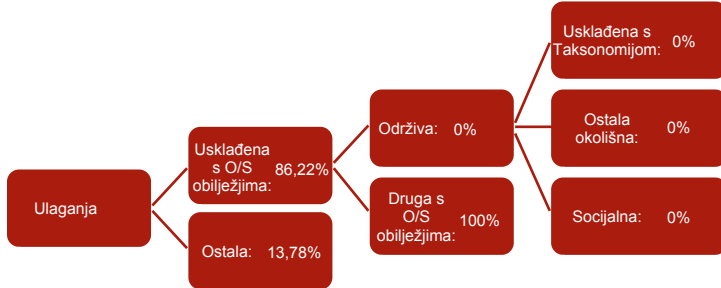 Ulaganja
Usklađena
s O/S
obilježjima:
86,22%
Ostala: 13,78%
Održiva: 0%
Druga s
O/S
obilježjima:
100%
Usklađena s
Taksonomijom:
0%
Ostala
okolišna:
0%
Socijalna: 0%